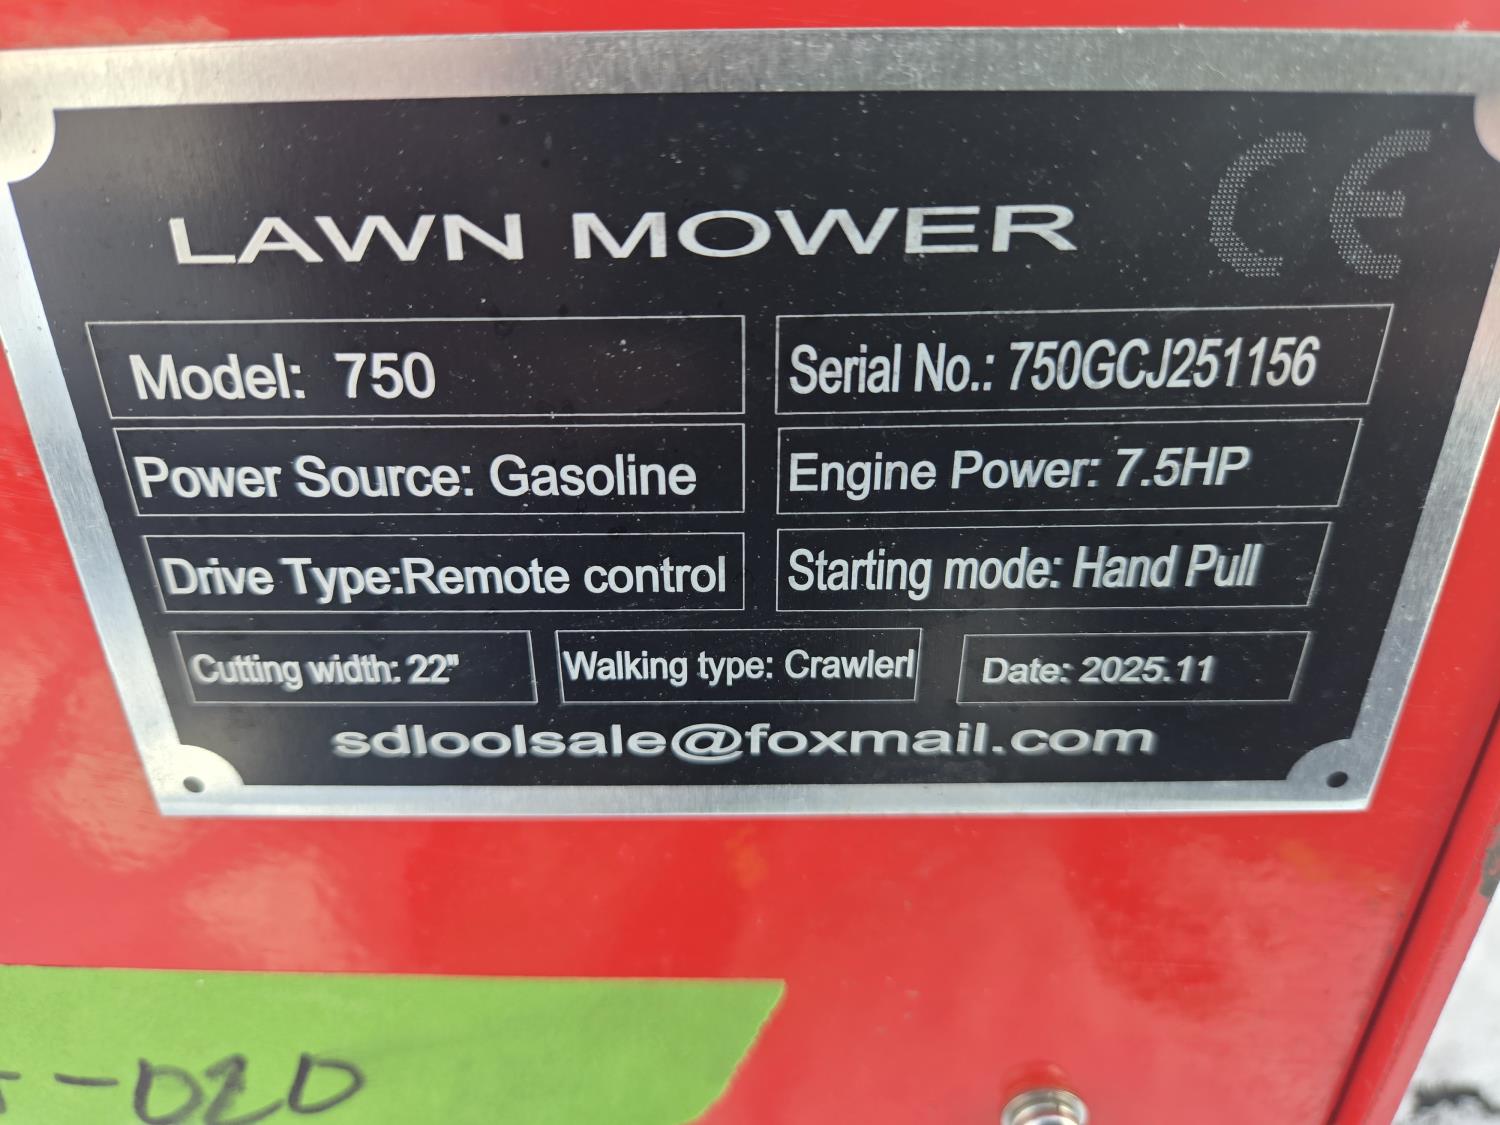 CE
LAWN MOWER
Model: 750
Serial No.: 750GCJ251156
Power Source: Gasoline
Engine Power: 7.5HP
Drive Type:Remote control
Starting mode: Hand Pull
Cutting width: 22"
Walking type: Crawlerl
Date: 2025.11
sdloolsale@foxmail.com
-020